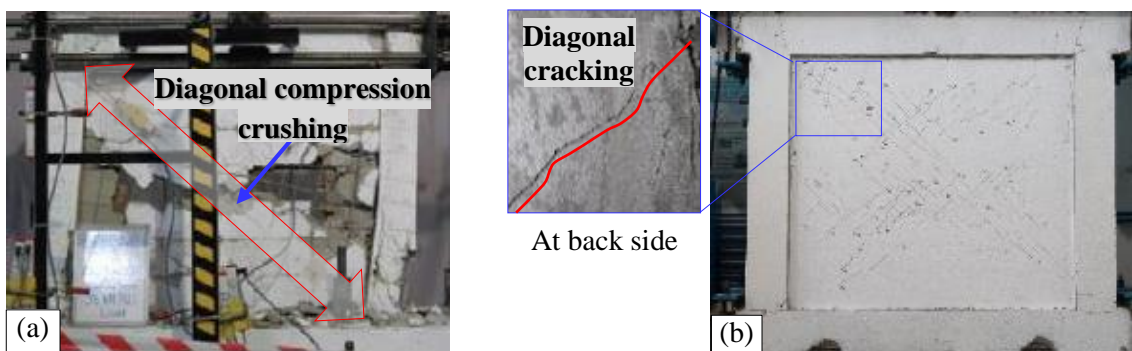 Diagonal compression
crushing
(a)
Diagonal
cracking
At back side
(b)